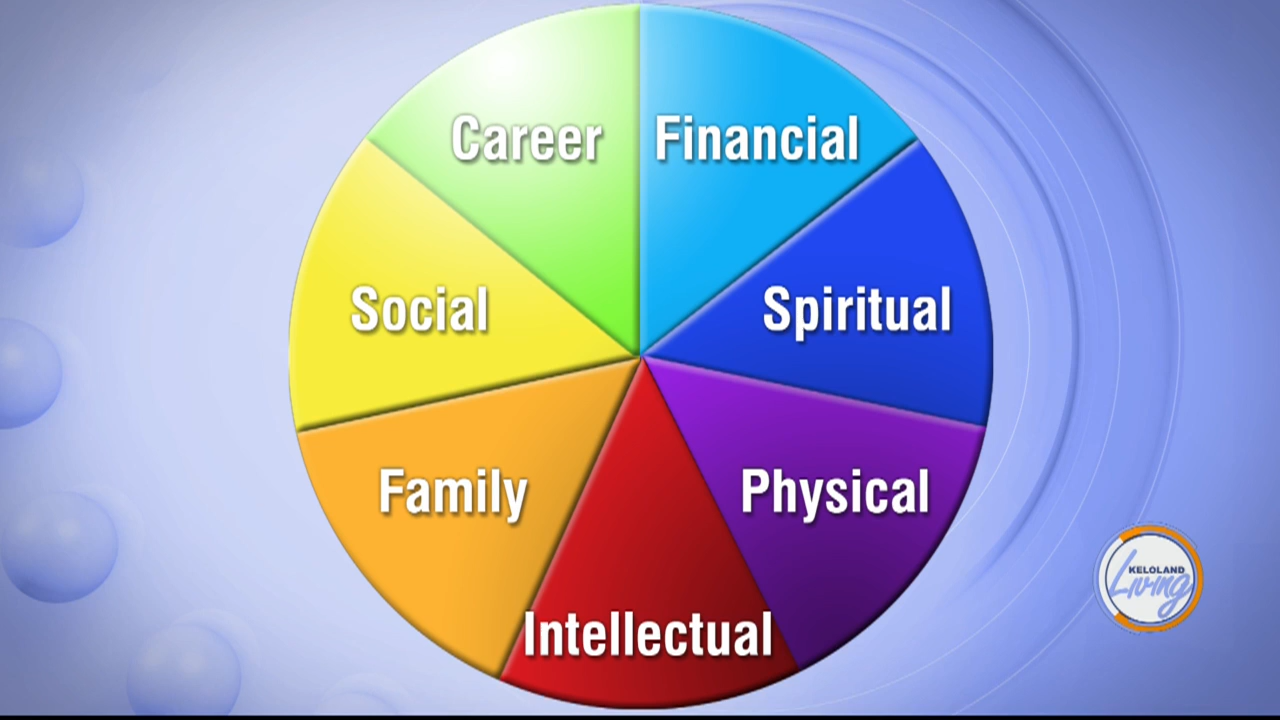 Career
Financial
Social
Spiritual
Family
Physical
Intellectual
KELOLAND
Living